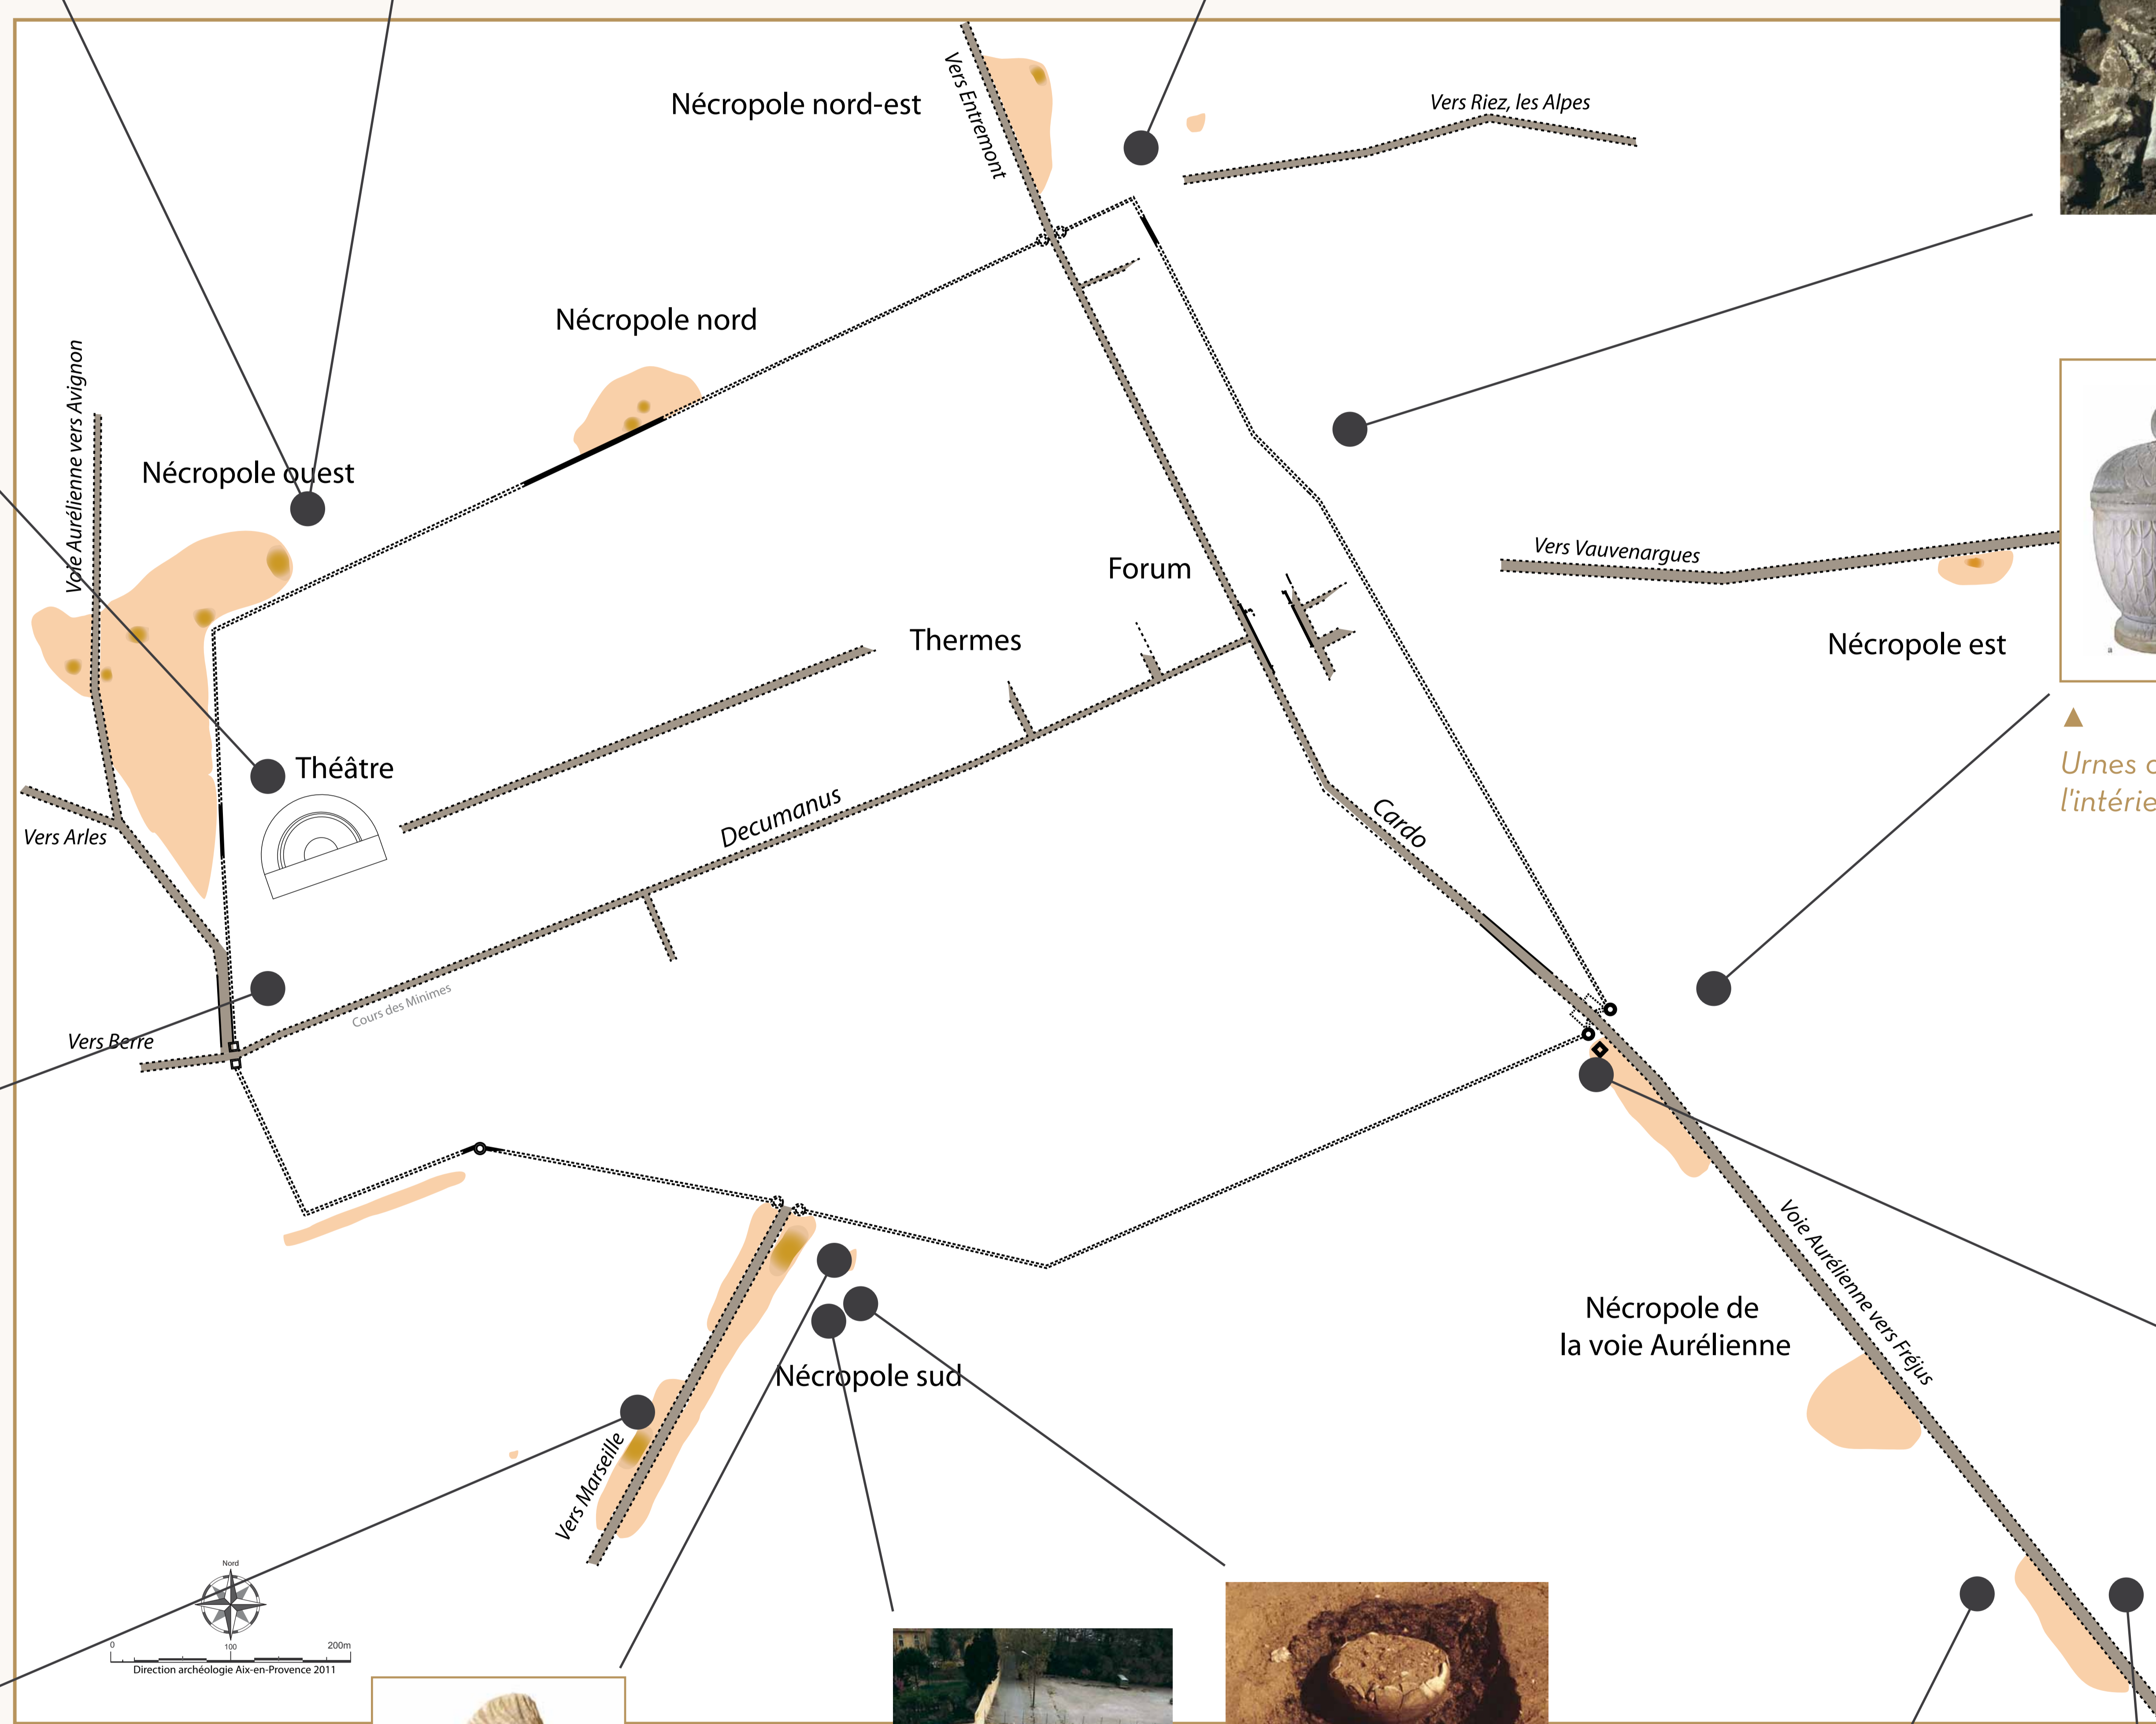 Nécropole nord-est
Vers Entremont
Vers Riez, les Alpes
Nécropole nord
Voie Aurélienne vers Avignon
Nécropole ouest
Forum
Vers Vauvenargues
Thermes
Nécropole est
a
▲
Urnes
l'intérie
Théâtre
Decumanus
Cardo
Vers Arles
Cours des Minimes
Vers Berre
Voie Aurélienne vers Fréjus
Nécropole de
la voie Aurélienne
Nécropole sud
Vers Marseille
Nord
0 100 200m
Direction archéologie Aix-en-Provence 2011